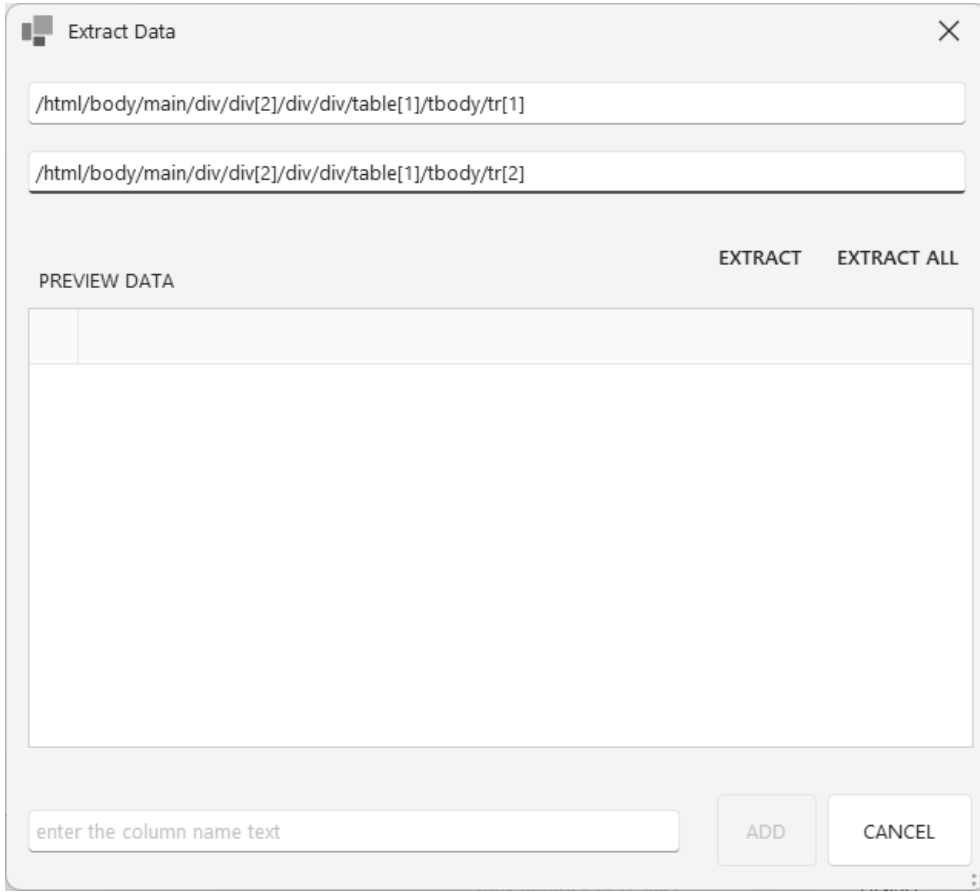 Extract Data
/html/body/main/div/div[2]/div/div/table[1]/tbody/tr[1]
/html/body/main/div/div[2]/div/div/table[1]/tbody/tr[2]
EXTRACT EXTRACT ALL
PREVIEW DATA
enter the column name text ADD CANCEL